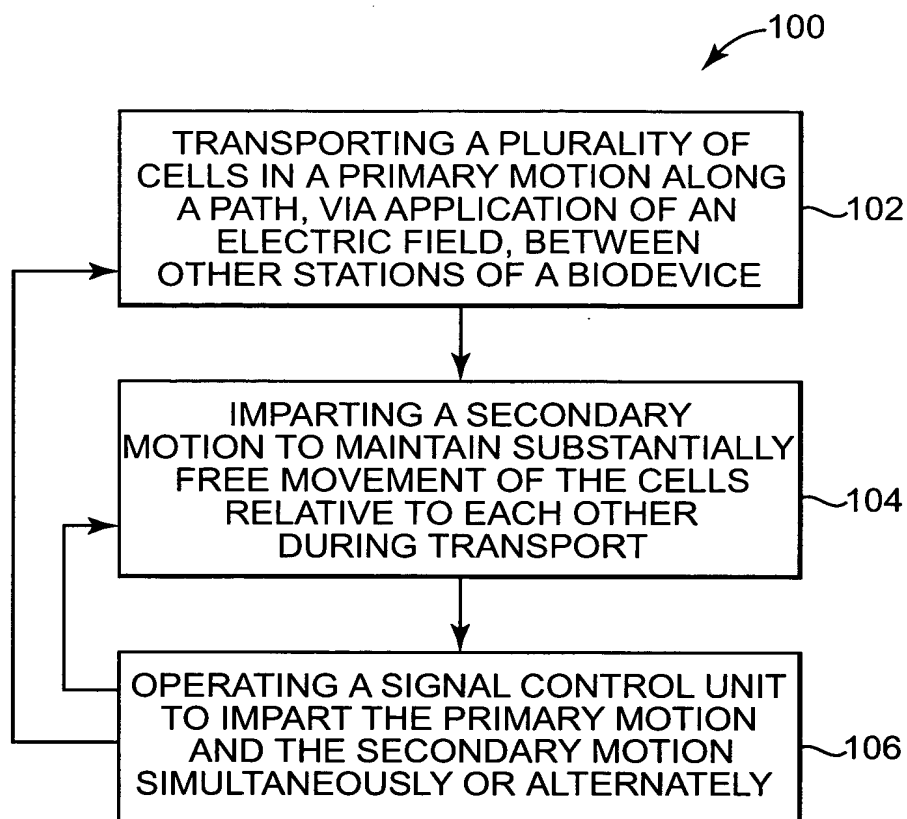 100
TRANSPORTING A PLURALITY OF
CELLS IN A PRIMARY MOTION ALONG
A PATH, VIA APPLICATION OF AN
ELECTRIC FIELD, BETWEEN
OTHER STATIONS OF A BIODEVICE
102
IMPARTING A SECONDARY
MOTION TO MAINTAIN SUBSTANTIALLY
FREE MOVEMENT OF THE CELLS
RELATIVE TO EACH OTHER
DURING TRANSPORT
104
OPERATING A SIGNAL CONTROL UNIT
TO IMPART THE PRIMARY MOTION
AND THE SECONDARY MOTION
SIMULTANEOUSLY OR ALTERNATELY
106